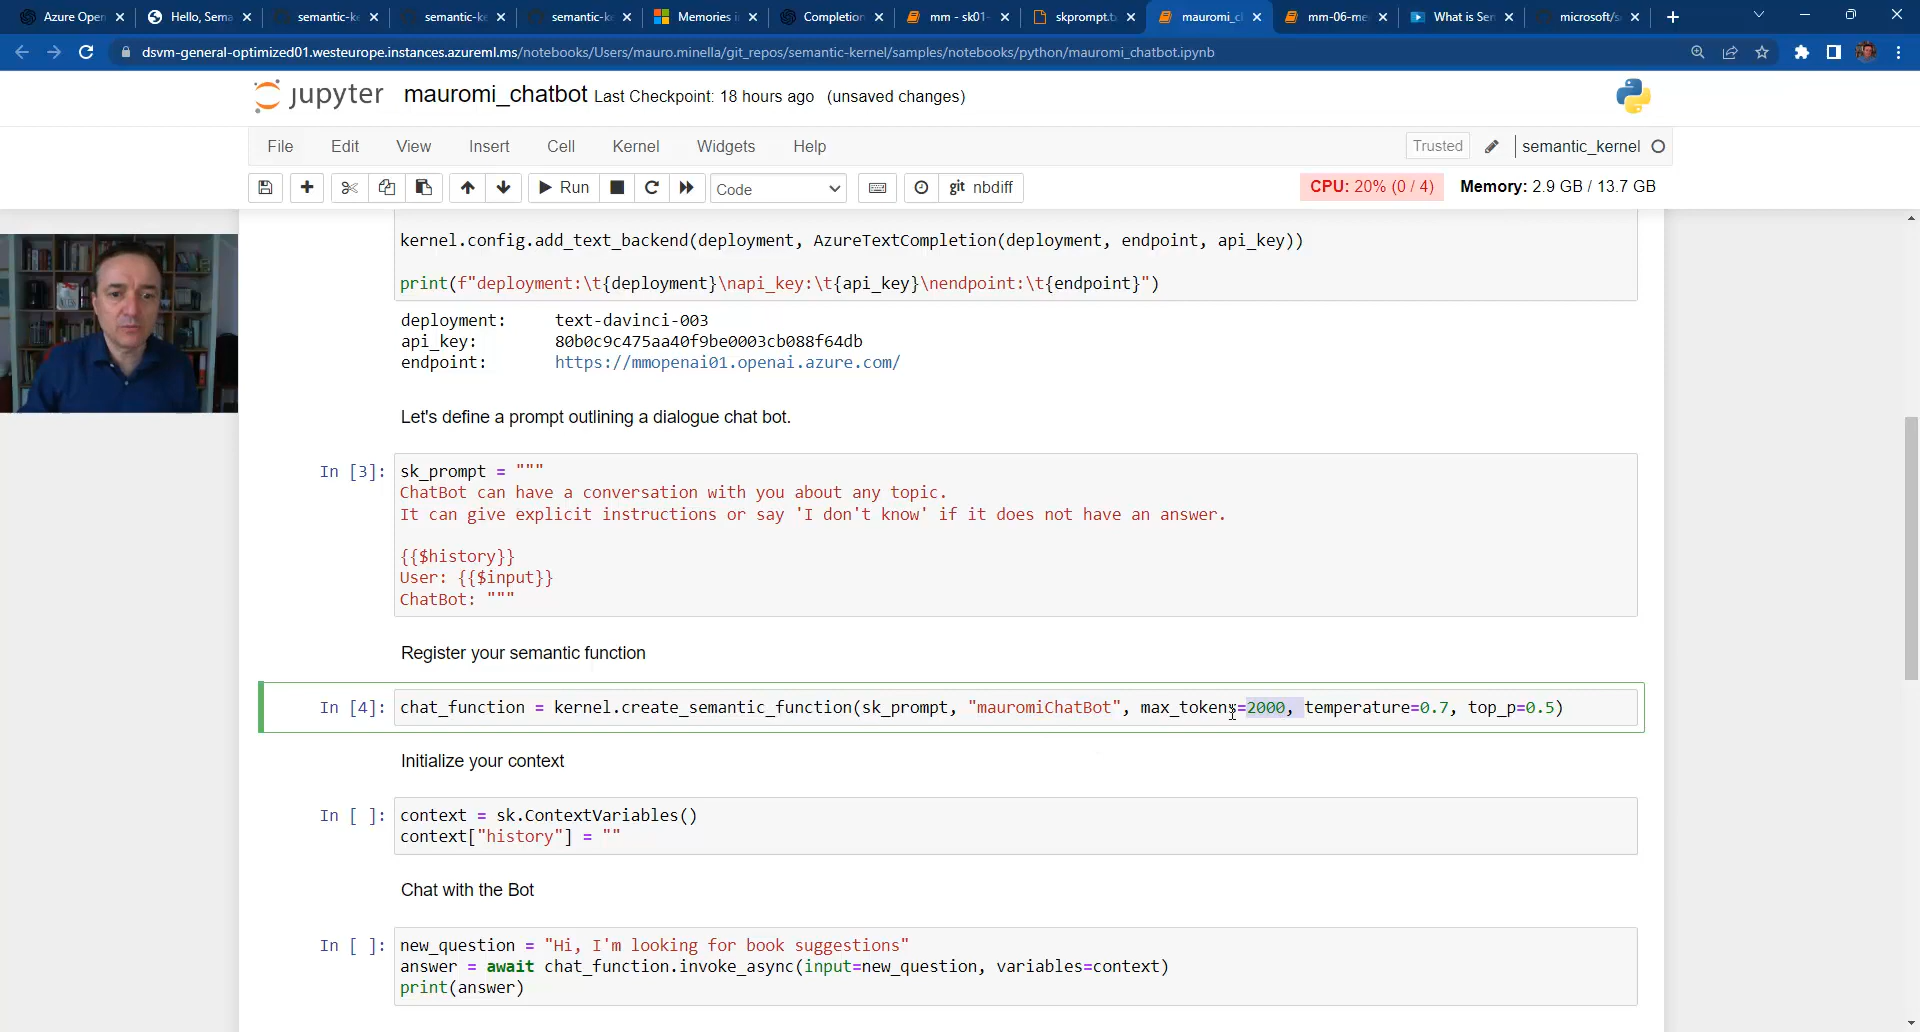 Azure Open
Hello, Sema
semantic-ke
semantic-ke
semantic-ke
Memories i
Completion
mm - sk01-
skprompt.t
mauromi_c
mm-06-me
What is Sem
microsoft/s
dsvm-general-optimized01.westeurope.instances.azureml.ms/notebooks/Users/mauro.minella/git_repos/semantic-kernel/samples/notebooks/python/mauromi_chatbot.ipynb
jupyter mauromi_chatbot Last Checkpoint: 18 hours ago (unsaved changes)
File Edit View Insert Cell Kernel Widgets Help Trusted semantic_kernel
Run Code git nbdiff CPU: 20% (0 / 4) Memory: 2.9 GB / 13.7 GB
kernel.config.add_text_backend(deployment, AzureTextCompletion(deployment, endpoint, api_key))
print(f"deployment:\t{deployment}\napi_key:\t{api_key}\nendpoint:\t{endpoint}")
deployment: text-davinci-003
api_key: 80b0c9c475aa40f9be0003cb088f64db
endpoint: https://mmopenai01.openai.azure.com/
Let's define a prompt outlining a dialogue chat bot.
In [3]: sk_prompt = """
ChatBot can have a conversation with you about any topic.
It can give explicit instructions or say 'I don't know' if it does not have an answer.
{{$history}}
User: {{$input}}
ChatBot: """
Register your semantic function
In [4]: chat_function = kernel.create_semantic_function(sk_prompt, "mauromiChatBot", max_tokens=2000, temperature=0.7, top_p=0.5)
Initialize your context
In [ ]: context = sk.ContextVariables()
context["history"] = ""
Chat with the Bot
In [ ]: new_question = "Hi, I'm looking for book suggestions"
answer = await chat_function.invoke_async(input=new_question, variables=context)
print(answer)